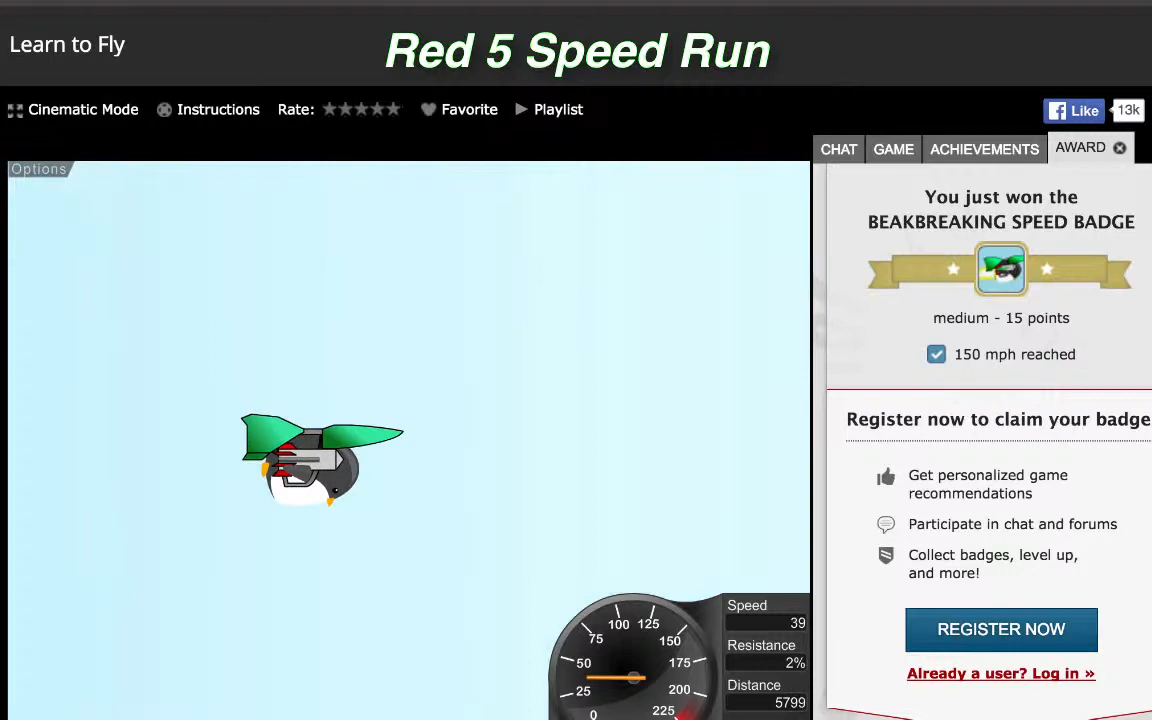 Learn to Fly
Red 5 Speed Run
Cinematic Mode Instructions Rate: Favorite Playlist
Like 13k
CHAT GAME ACHIEVEMENTS AWARD
Options
You just won the
BEAKBREAKING SPEED BADGE
medium - 15 points
150 mph reached
Register now to claim your badge
Get personalized game
recommendations
Participate in chat and forums
Collect badges, level up,
and more!
REGISTER NOW
Already a user? Log in »
0 25 50 75 100 125 150 175 200 225
Speed
39
Resistance
2%
Distance
5799